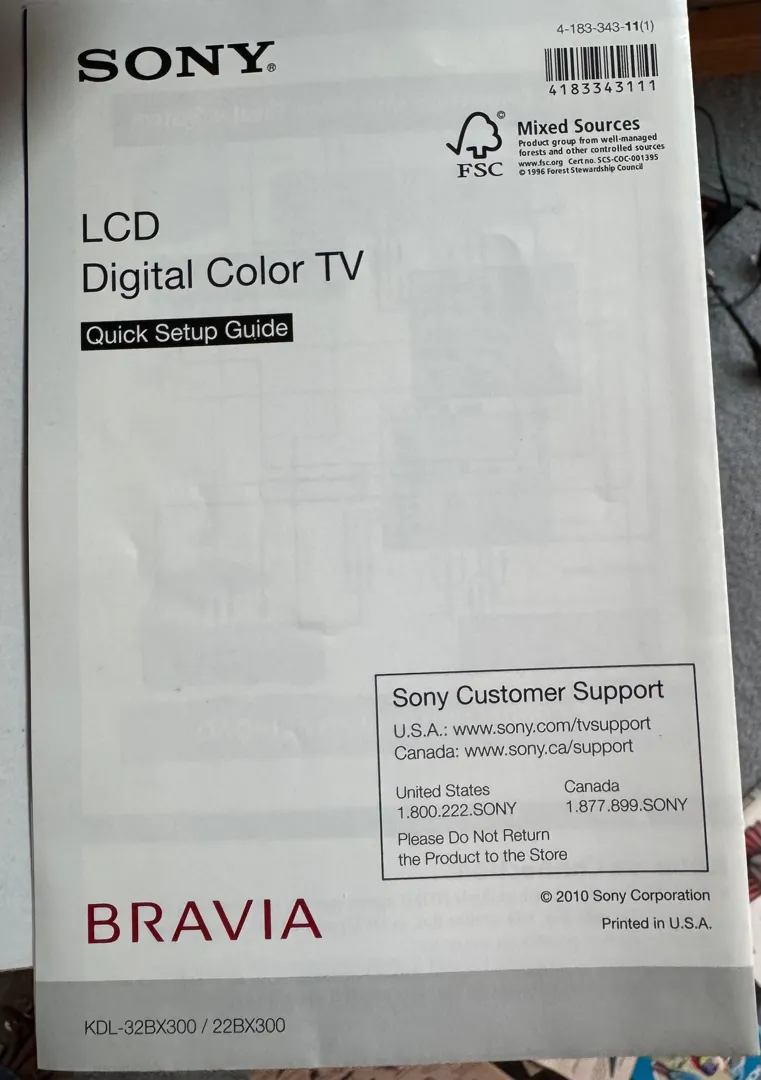 SONY®
4-183-343-11(1)
4183343111
©
FSC
Mixed Sources
Product group from well-managed
forests and other controlled sources
www.fsc.org Cert no. SCS-COC-001395
© 1996 Forest Stewardship Council
LCD
Digital Color TV
Quick Setup Guide
Sony Customer Support
U.S.A.: www.sony.com/tvsupport
Canada: www.sony.ca/support
United States
1.800.222.SONY
Canada
1.877.899.SONY
Please Do Not Return
the Product to the Store
BRAVIA
© 2010 Sony Corporation
Printed in U.S.A.
KDL-32BX300 / 22BX300